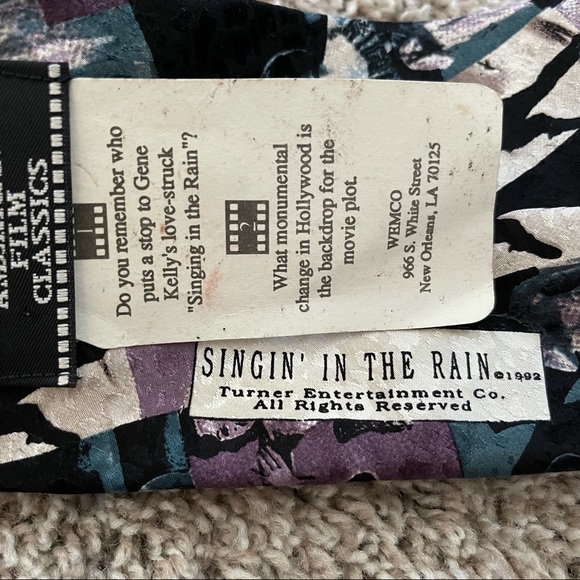 FILM
CLASSICS
1
Do you remember who
puts a stop to Gene
Kelly's love-struck
"Singing in the Rain"?
2
What monumental
change in Hollywood is
the backdrop for the
movie plot.
WEMCO
966 S. White Street
New Orleans, LA 70125
SINGIN' IN THE RAIN ©1992
Turner Entertainment Co.
All Rights Reserved